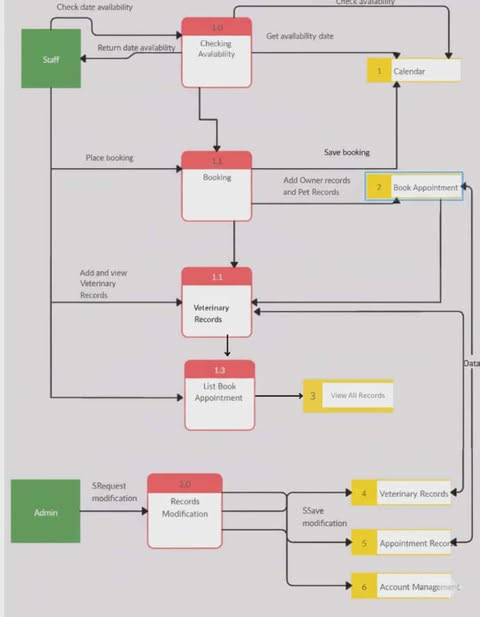 Check date availability
Check availability
1.0
Checking
Avalability
Get availability date
Return date avalability
Staff
1
Calendar
Place booking
1.1
Booking
Save booking
Add Owner records
and Pet Records
2
Book Appointment
Add and view
Veterinary
Records
1.1
Veterinary
Records
Data
1.3
List Book
Appointment
3
View All Records
Admin
SRequest
modification
2.0
Records
Modification
SSave
modification
4
Veterinary Records
5
Appointment Recor
6
Account Management